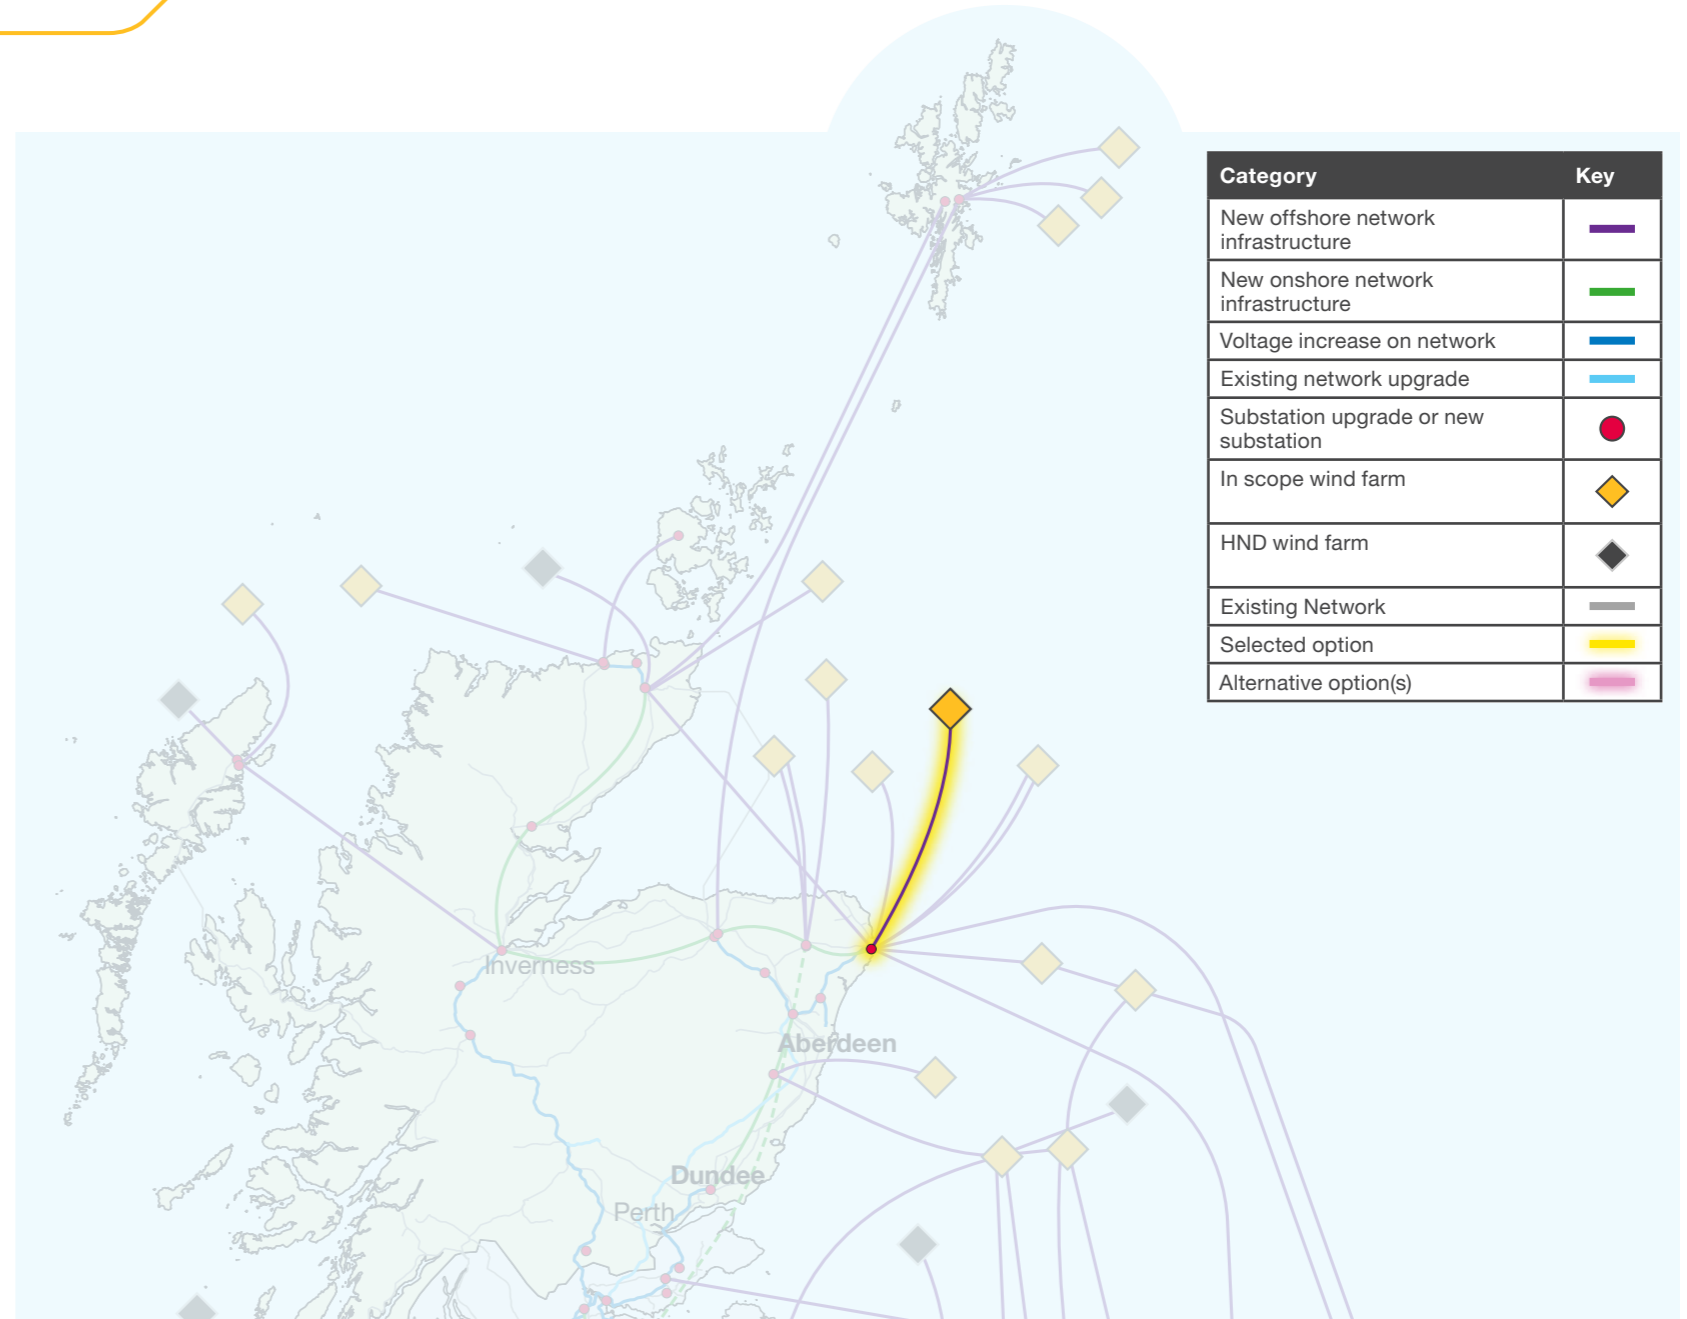 Category Key
New offshore network
infrastructure
New onshore network
infrastructure
Voltage increase on network
Existing network upgrade
Substation upgrade or new
substation
In scope wind farm
HND wind farm
Existing Network
Selected option
Alternative option(s)
Inverness
Aberdeen
Dundee
Perth